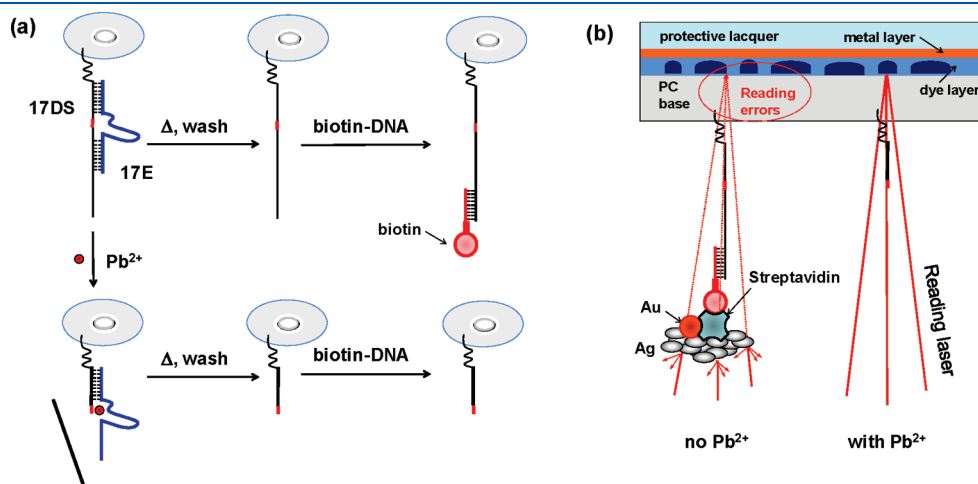 (a)
17DS
17E
Δ, wash
biotin-DNA
biotin
Pb²⁺
Δ, wash
biotin-DNA
(b)
protective lacquer
metal layer
PC
base
Reading
errors
dye layer
Streptavidin
Au
Ag
Reading laser
no Pb²⁺
with Pb²⁺